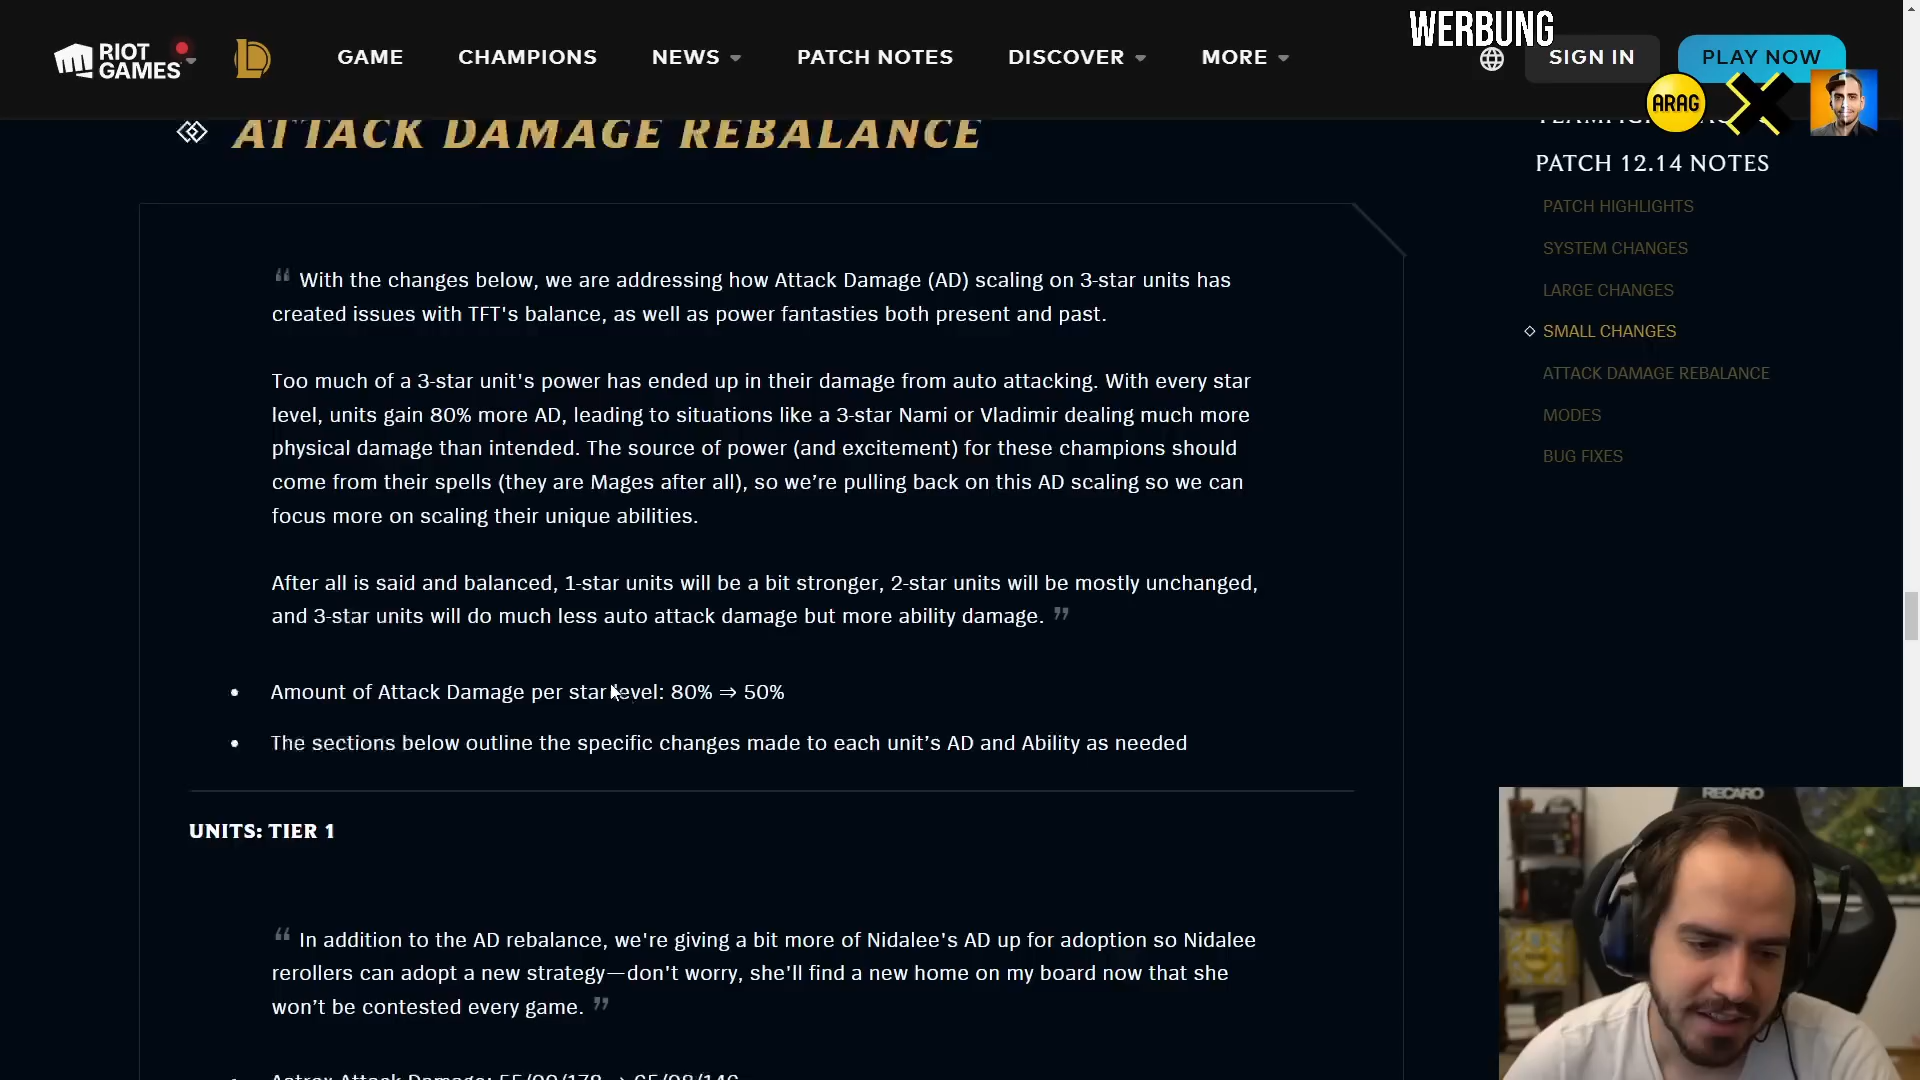 WERBUNG
RIOT GAMES
GAME
CHAMPIONS
NEWS
PATCH NOTES
DISCOVER
MORE
SIGN IN
PLAY NOW
ARAG
ATTACK DAMAGE REBALANCE
“ With the changes below, we are addressing how Attack Damage (AD) scaling on 3-star units has
created issues with TFT's balance, as well as power fantasties both present and past.
Too much of a 3-star unit's power has ended up in their damage from auto attacking. With every star
level, units gain 80% more AD, leading to situations like a 3-star Nami or Vladimir dealing much more
physical damage than intended. The source of power (and excitement) for these champions should
come from their spells (they are Mages after all), so we’re pulling back on this AD scaling so we can
focus more on scaling their unique abilities.
After all is said and balanced, 1-star units will be a bit stronger, 2-star units will be mostly unchanged,
and 3-star units will do much less auto attack damage but more ability damage. ”
• Amount of Attack Damage per star level: 80% ⇒ 50%
• The sections below outline the specific changes made to each unit’s AD and Ability as needed
UNITS: TIER 1
“ In addition to the AD rebalance, we're giving a bit more of Nidalee's AD up for adoption so Nidalee
rerollers can adopt a new strategy—don't worry, she'll find a new home on my board now that she
won’t be contested every game. ”
PATCH 12.14 NOTES
PATCH HIGHLIGHTS
SYSTEM CHANGES
LARGE CHANGES
SMALL CHANGES
ATTACK DAMAGE REBALANCE
MODES
BUG FIXES
RECARO